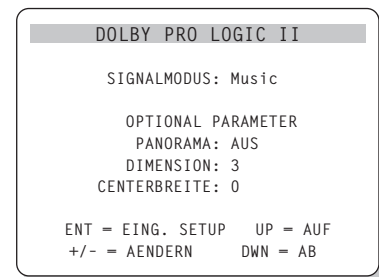 DOLBY PRO LOGIC II
SIGNALMODUS: Music
OPTIONAL PARAMETER
PANORAMA: AUS
DIMENSION: 3
CENTERBREITE: 0
ENT = EING. SETUP UP = AUF
+/- = AENDERN DWN = AB